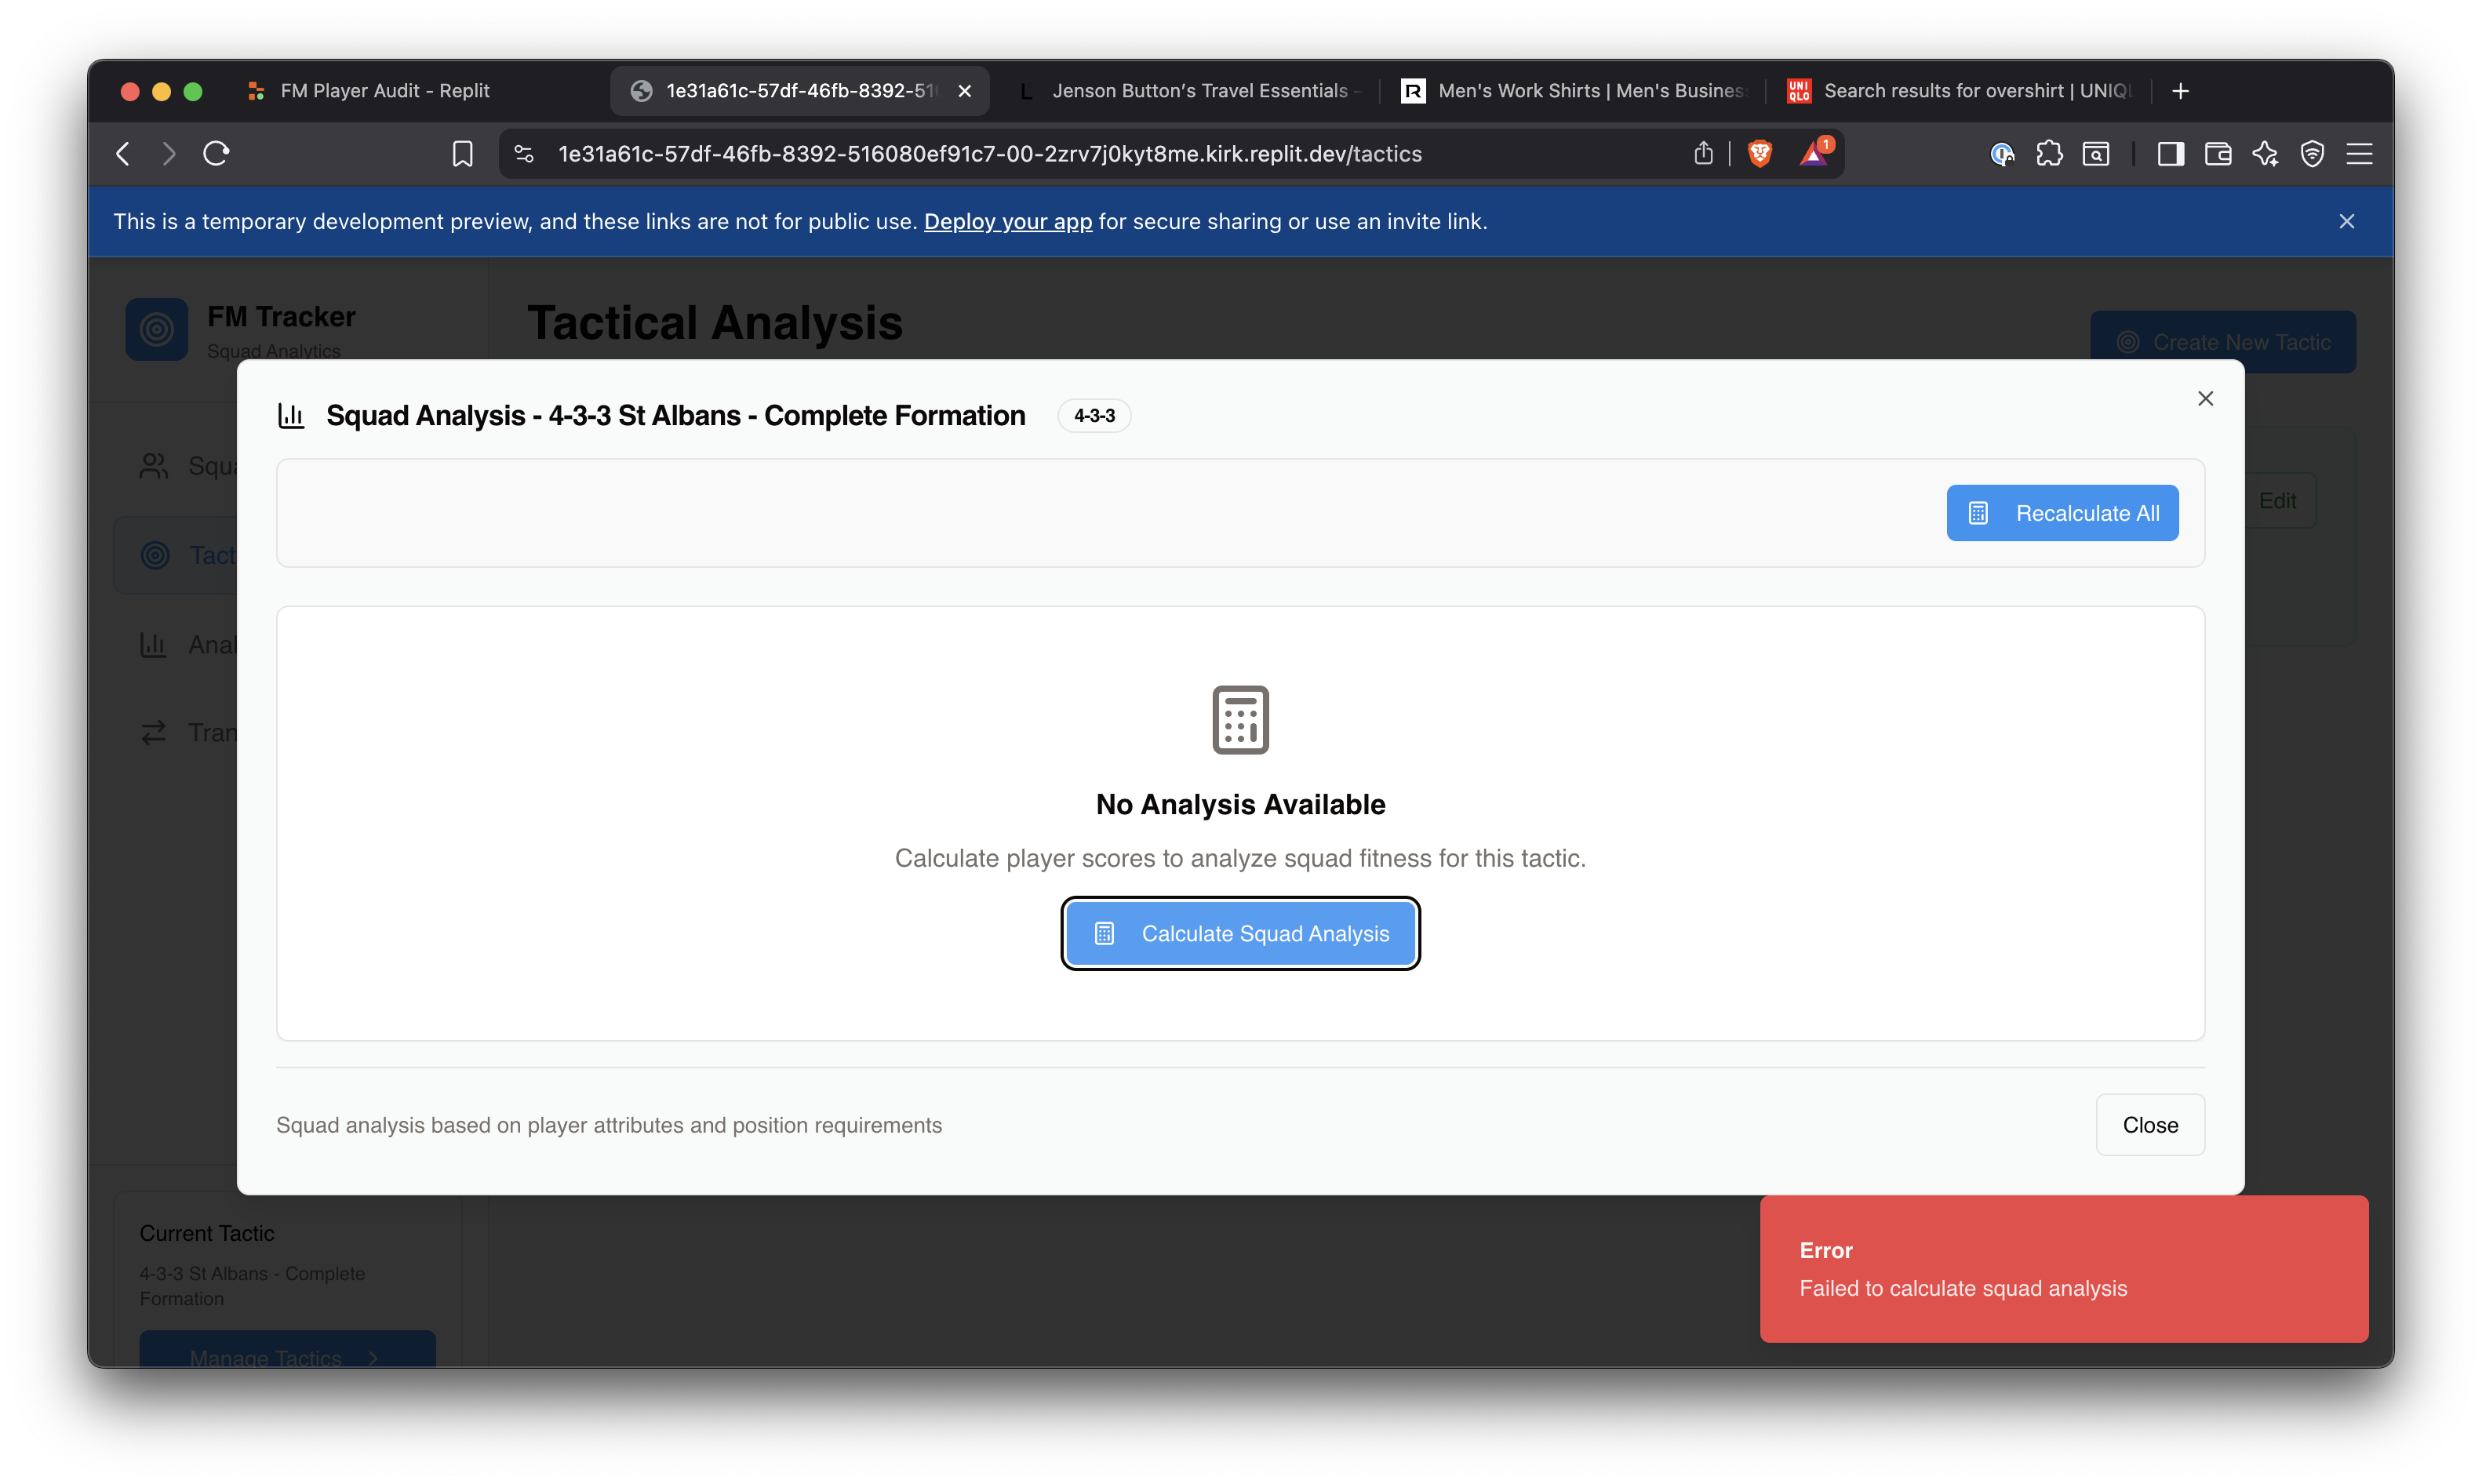 FM Player Audit - Replit
1e31a61c-57df-46fb-8392-51
Jenson Button's Travel Essentials -
Men's Work Shirts | Men's Busines
Search results for overshirt | UNIQL
1e31a61c-57df-46fb-8392-516080ef91c7-00-2zrv7j0kyt8me.kirk.replit.dev/tactics
1
This is a temporary development preview, and these links are not for public use. Deploy your app for secure sharing or use an invite link.
FM Tracker
Squad Analytics
Tactical Analysis
Create New Tactic
Squad Analysis - 4-3-3 St Albans - Complete Formation
4-3-3
Squa
Recalculate All
Edit
Tact
Anal
Tran
No Analysis Available
Calculate player scores to analyze squad fitness for this tactic.
Calculate Squad Analysis
Squad analysis based on player attributes and position requirements
Close
Current Tactic
4-3-3 St Albans - Complete
Formation
Manage Tactics
Error
Failed to calculate squad analysis